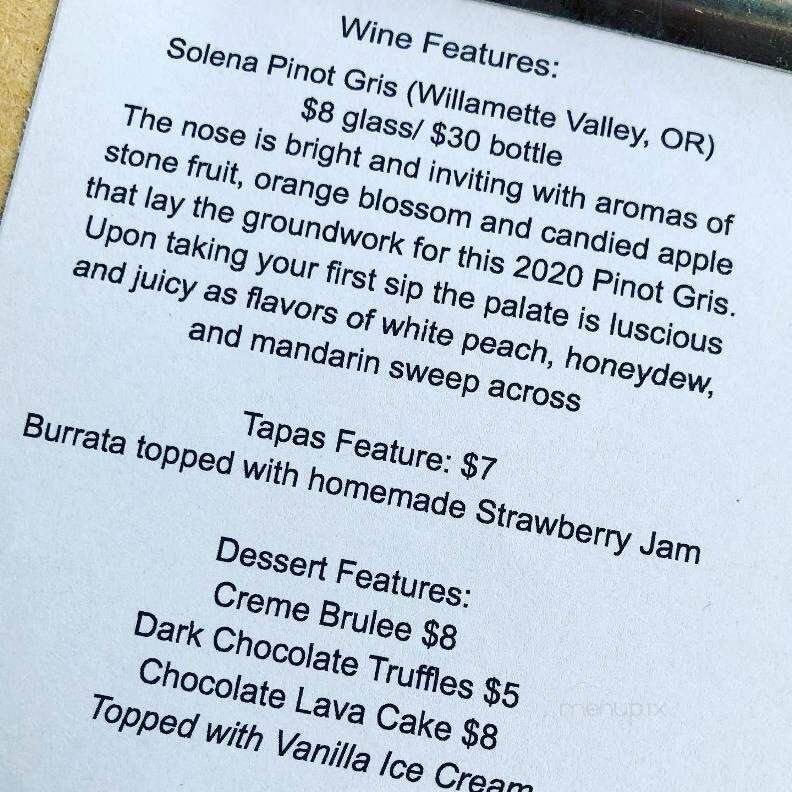 Wine Features:
Solena Pinot Gris (Willamette Valley, OR)
$8 glass/ $30 bottle
The nose is bright and inviting with aromas of
stone fruit, orange blossom and candied apple
that lay the groundwork for this 2020 Pinot Gris.
Upon taking your first sip the palate is luscious
and juicy as flavors of white peach, honeydew,
and mandarin sweep across
Tapas Feature: $7
Burrata topped with homemade Strawberry Jam
Dessert Features:
Creme Brulee $8
Dark Chocolate Truffles $5
Chocolate Lava Cake $8
Topped with Vanilla Ice Cream
menupix